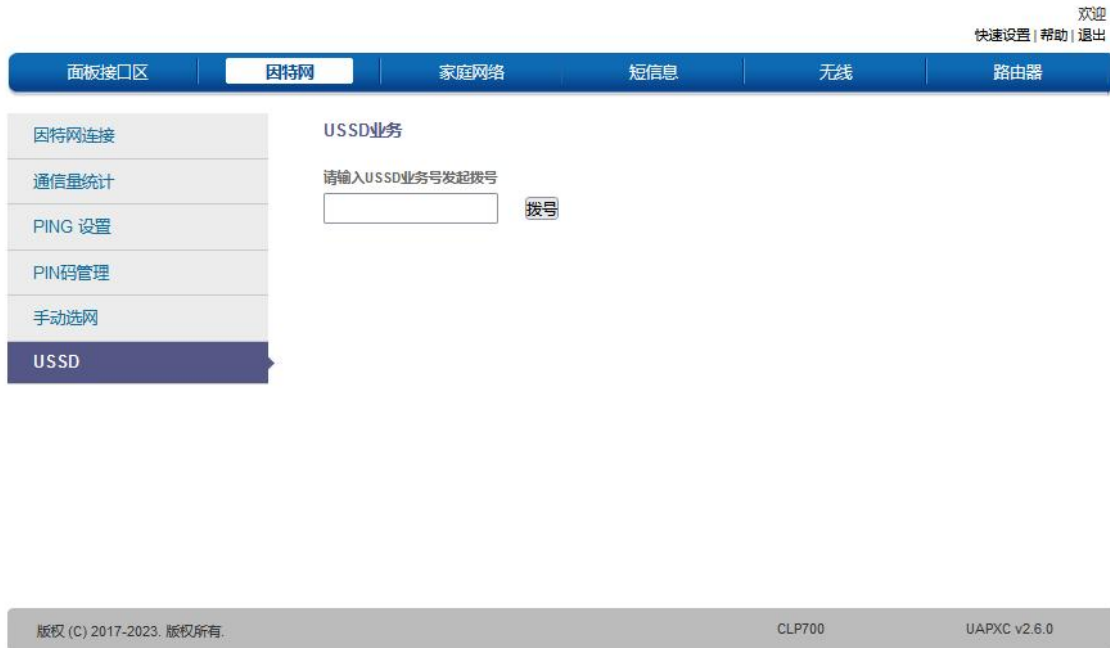 欢迎
快速设置 | 帮助 | 退出
面板接口区 因特网 家庭网络 短信息 无线 路由器
因特网连接
通信量统计
PING 设置
PIN码管理
手动选网
USSD
USSD业务
请输入USSD业务号发起拨号
拨号
版权 (C) 2017-2023. 版权所有. CLP700 UAPXC v2.6.0